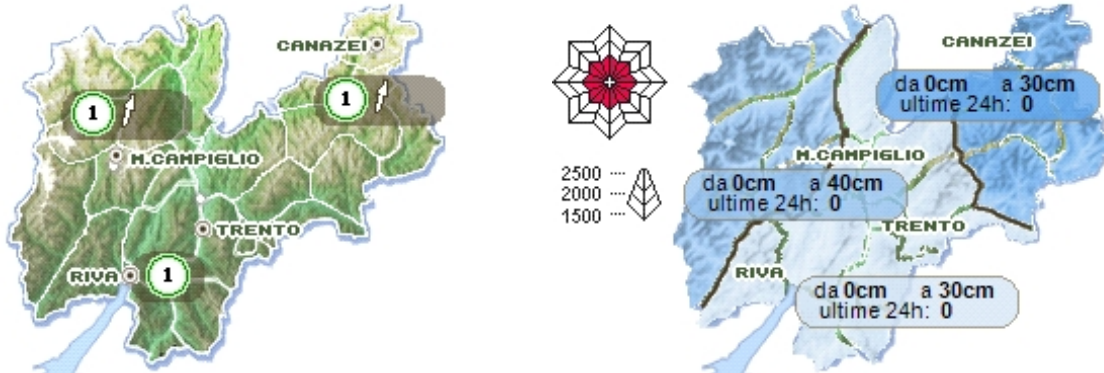 CANAZEI
1
1
M.CAMPIGLIO
TRENTO
RIVA
1
2500
2000
1500
CANAZEI
da 0cm a 30cm
ultime 24h: 0
M.CAMPIGLIO
da 0cm a 40cm
ultime 24h: 0
TRENTO
RIVA
da 0cm a 30cm
ultime 24h: 0